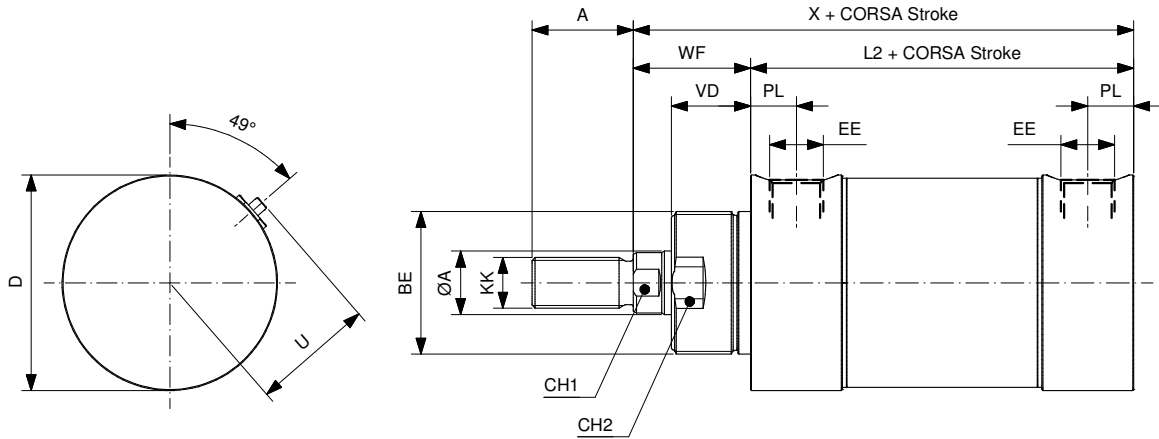 A
X + CORSA Stroke
WF
L2 + CORSA Stroke
VD
PL
PL
EE
EE
49°
D
U
BE
ØA
KK
CH1
CH2